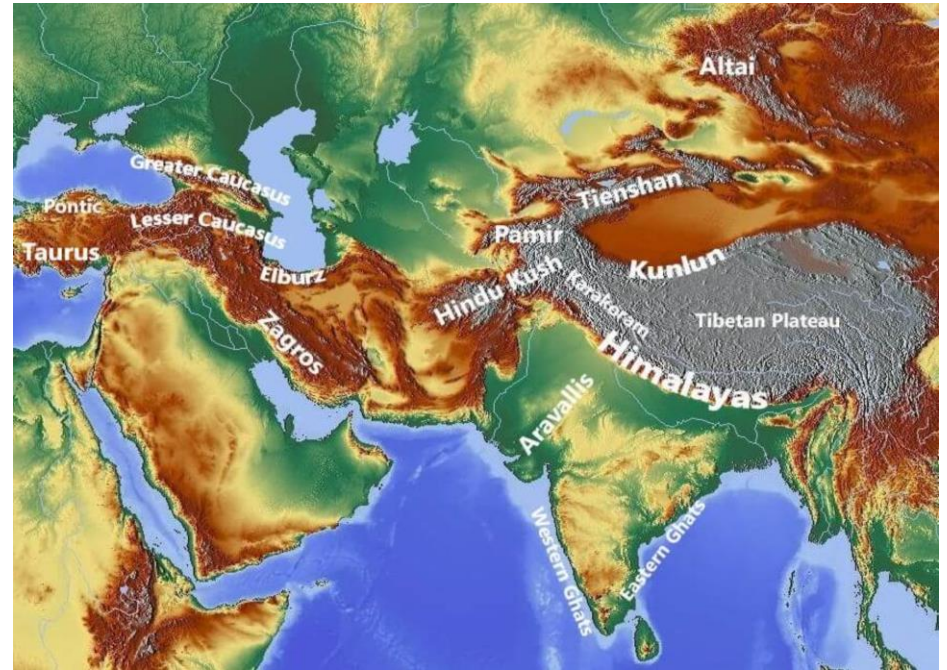 Altai
Greater Caucasus
Tienshan
Pontic
Lesser Caucasus
Pamir
Taurus
Elburz
Kunlun
Hindu Kush
Karakoram
Zagros
Tibetan Plateau
Himalayas
Aravallis
Western Ghats
Eastern Ghats